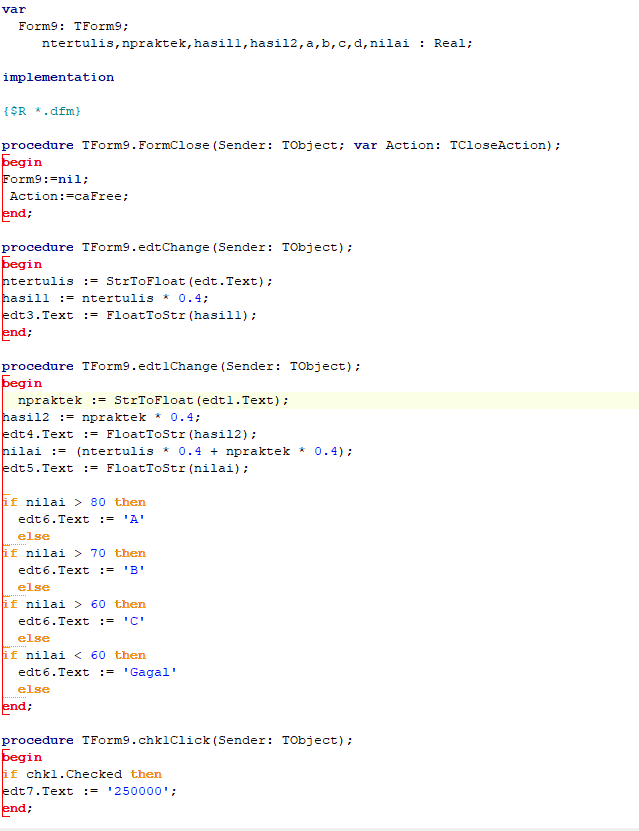 var
Form9: TForm9;
ntertulis,npraktek,hasil1,hasil2,a,b,c,d,nilai : Real;
implementation
{$R *.dfm}
procedure TForm9.FormClose(Sender: TObject; var Action: TCloseAction);
begin
Form9:=nil;
Action:=caFree;
end;
procedure TForm9.edtChange(Sender: TObject);
begin
ntertulis := StrToFloat(edt.Text);
hasil1 := ntertulis * 0.4;
edt3.Text := FloatToStr(hasil1);
end;
procedure TForm9.edt1Change(Sender: TObject);
begin
npraktek := StrToFloat(edt1.Text);
hasil2 := npraktek * 0.4;
edt4.Text := FloatToStr(hasil2);
nilai := (ntertulis * 0.4 + npraktek * 0.4);
edt5.Text := FloatToStr(nilai);
if nilai > 80 then
edt6.Text := 'A'
else
if nilai > 70 then
edt6.Text := 'B'
else
if nilai > 60 then
edt6.Text := 'C'
else
if nilai < 60 then
edt6.Text := 'Gagal'
else
end;
procedure TForm9.chk1Click(Sender: TObject);
begin
if chk1.Checked then
edt7.Text := '250000';
end;